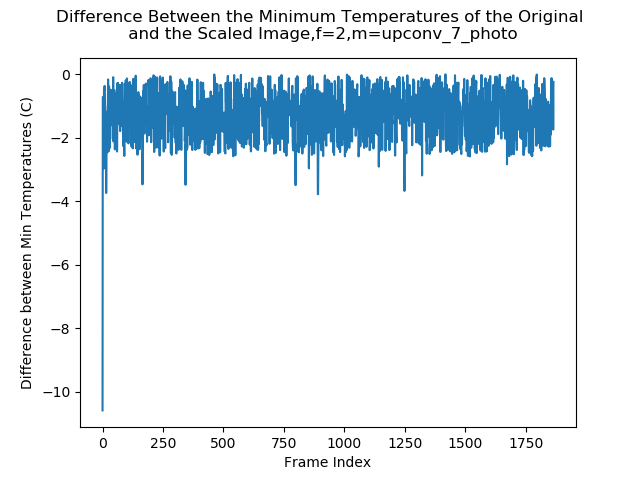 Difference Between the Minimum Temperatures of the Original
and the Scaled Image,f=2,m=upconv_7_photo
0
−2
−4
−6
−8
−10
Difference between Min Temperatures (C)
0 250 500 750 1000 1250 1500 1750
Frame Index